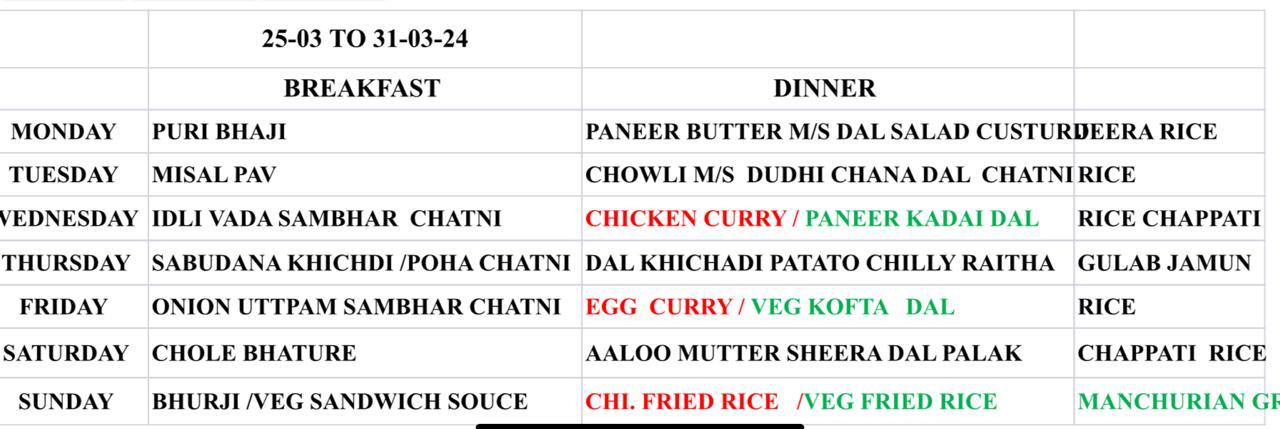 25-03 TO 31-03-24
BREAKFAST DINNER
MONDAY PURI BHAJI PANEER BUTTER M/S DAL SALAD CUSTURD JEERA RICE
TUESDAY MISAL PAV CHOWLI M/S DUDHI CHANA DAL CHATNI RICE
WEDNESDAY IDLI VADA SAMBHAR CHATNI CHICKEN CURRY / PANEER KADAI DAL RICE CHAPPATI
THURSDAY SABUDANA KHICHDI /POHA CHATNI DAL KHICHADI PATATO CHILLY RAITHA GULAB JAMUN
FRIDAY ONION UTTPAM SAMBHAR CHATNI EGG CURRY / VEG KOFTA DAL RICE
SATURDAY CHOLE BHATURE AALOO MUTTER SHEERA DAL PALAK CHAPPATI RICE
SUNDAY BHURJI /VEG SANDWICH SOUCE CHI. FRIED RICE /VEG FRIED RICE MANCHURIAN